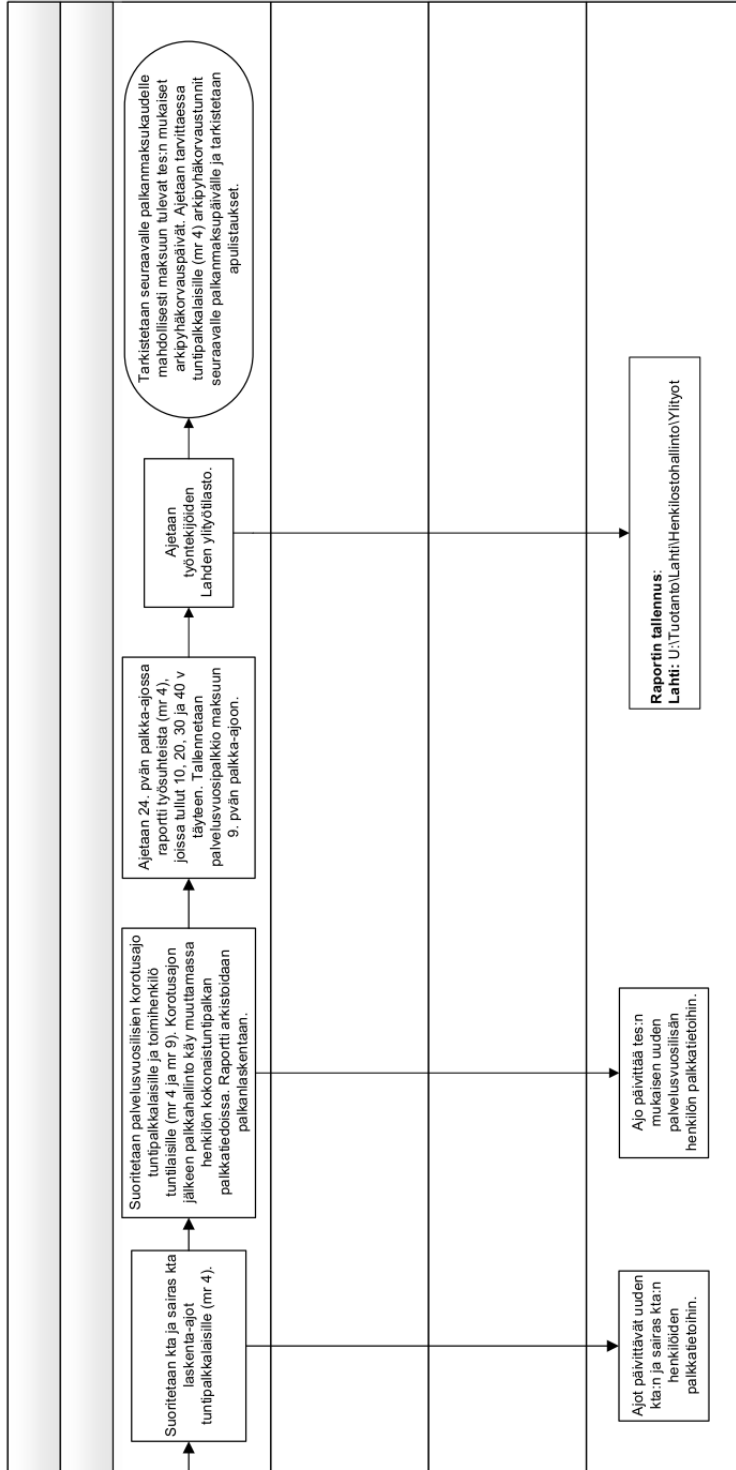 Suoritetaan kta ja sairas kta
laskenta-ajot
tuntipalkkalaisille (mr 4).
Suoritetaan palvelusvuosilisien korotusajo
tuntipalkkalaisille ja toimihenkilö
tuntilaisille (mr 4 ja mr 9). Korotusajon
jälkeen palkkahallinto käy muuttamassa
henkilön kokonaistuntipalkan
palkkatiedoissa. Raportti arkistoidaan
palkanlaskentaan.
Ajetaan 24. pvän palkka-ajossa
raportti työsuhteista (mr 4),
joissa tullut 10, 20, 30 ja 40 v
täyteen. Tallennetaan
palvelusvuosipalkkio maksuun
9. pvän palkka-ajoon.
Ajetaan
työntekijöiden
Lahden ylityötilasto.
Tarkistetaan seuraavalle palkanmaksukaudelle
mahdollisesti maksuun tulevat tes:n mukaiset
arkipyhäkorvauspäivät. Ajetaan tarvittaessa
tuntipalkkalaisille (mr 4) arkipyhäkorvaustunnit
seuraavalle palkanmaksupäivälle ja tarkistetaan
apulistaukset.
Ajot päivittävät uuden
kta:n ja sairas kta:n
henkilöiden
palkkatietoihin.
Ajo päivittää tes:n
mukaisen uuden
palvelusvuosilisän
henkilön palkkatietoihin.
Raportin tallennus:
Lahti: U:\Tuotanto\Lahti\Henkilostohallinto\Ylityot